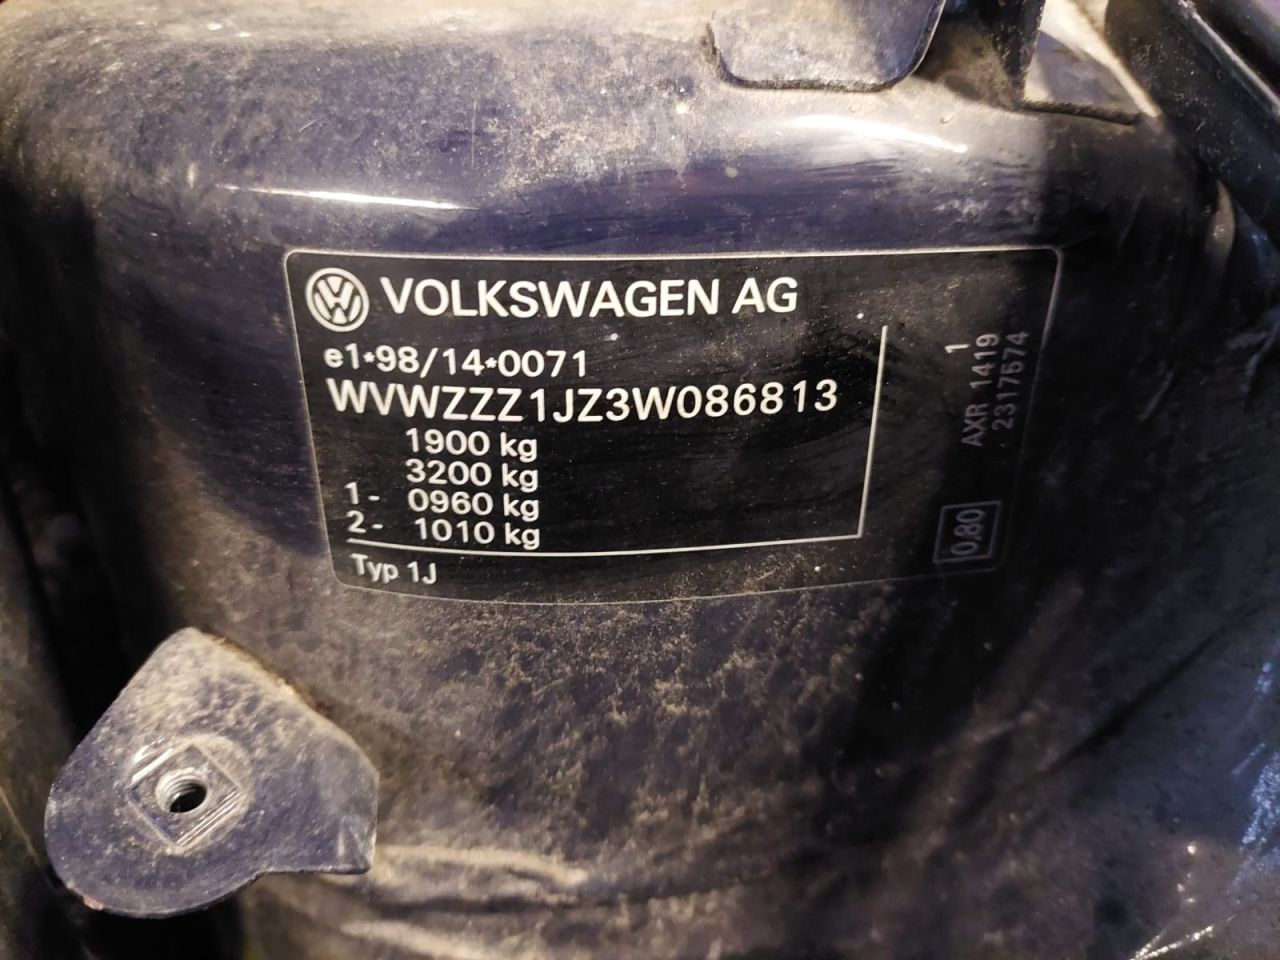 VOLKSWAGEN AG
e1*98/14*0071
WVWZZZ1JZ3W086813
1900 kg
3200 kg
1- 0960 kg
2- 1010 kg
Typ 1J
1
AXR 1419
2317574
0,80